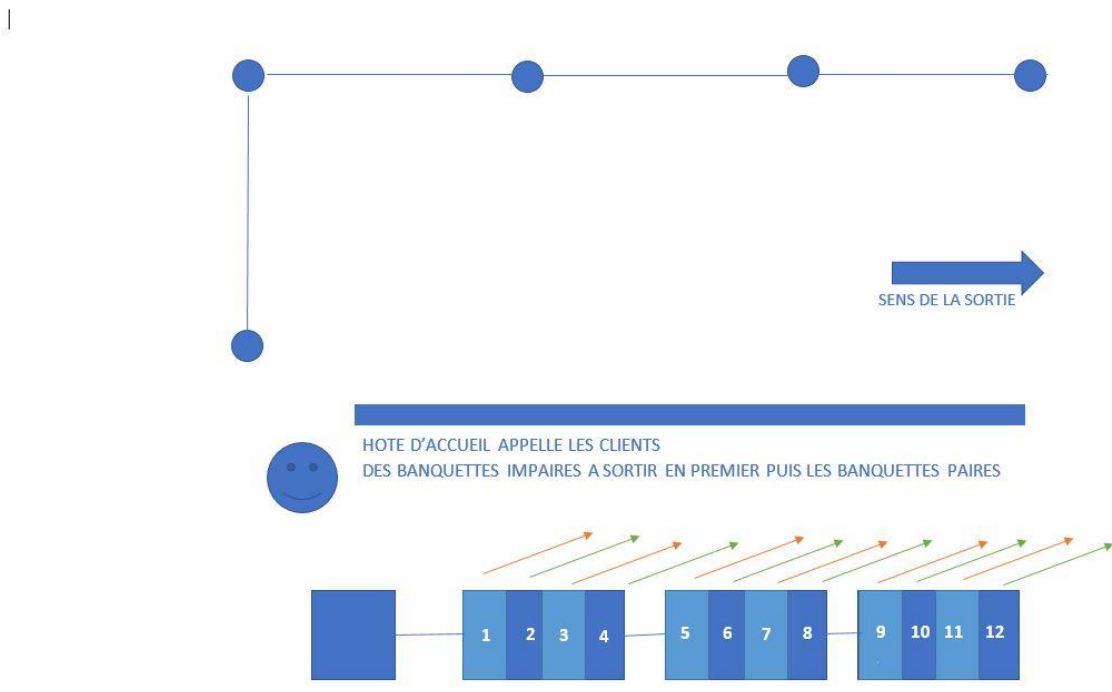 SENS DE LA SORTIE
HOTE D'ACCUEIL APPELLE LES CLIENTS
DES BANQUETTES IMPAIRES A SORTIR EN PREMIER PUIS LES BANQUETTES PAIRES
1 2 3 4 5 6 7 8 9 10 11 12